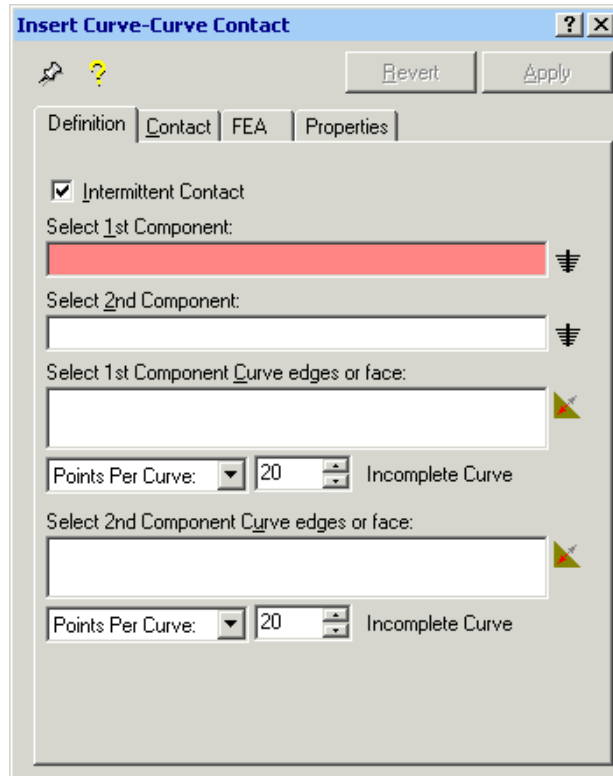 Insert Curve-Curve Contact
Revert Apply
Definition Contact FEA Properties
Intermittent Contact
Select 1st Component:
Select 2nd Component:
Select 1st Component Curve edges or face:
Points Per Curve: 20 Incomplete Curve
Select 2nd Component Curve edges or face:
Points Per Curve: 20 Incomplete Curve